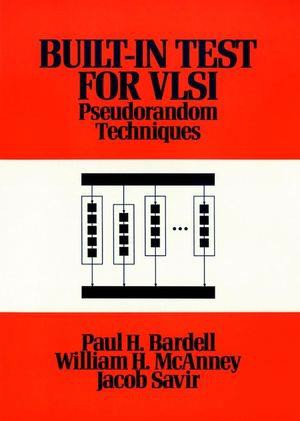 BUILT-IN TEST
FOR VLSI
Pseudorandom
Techniques
Paul H. Bardell
William H. McAnney
Jacob Savir